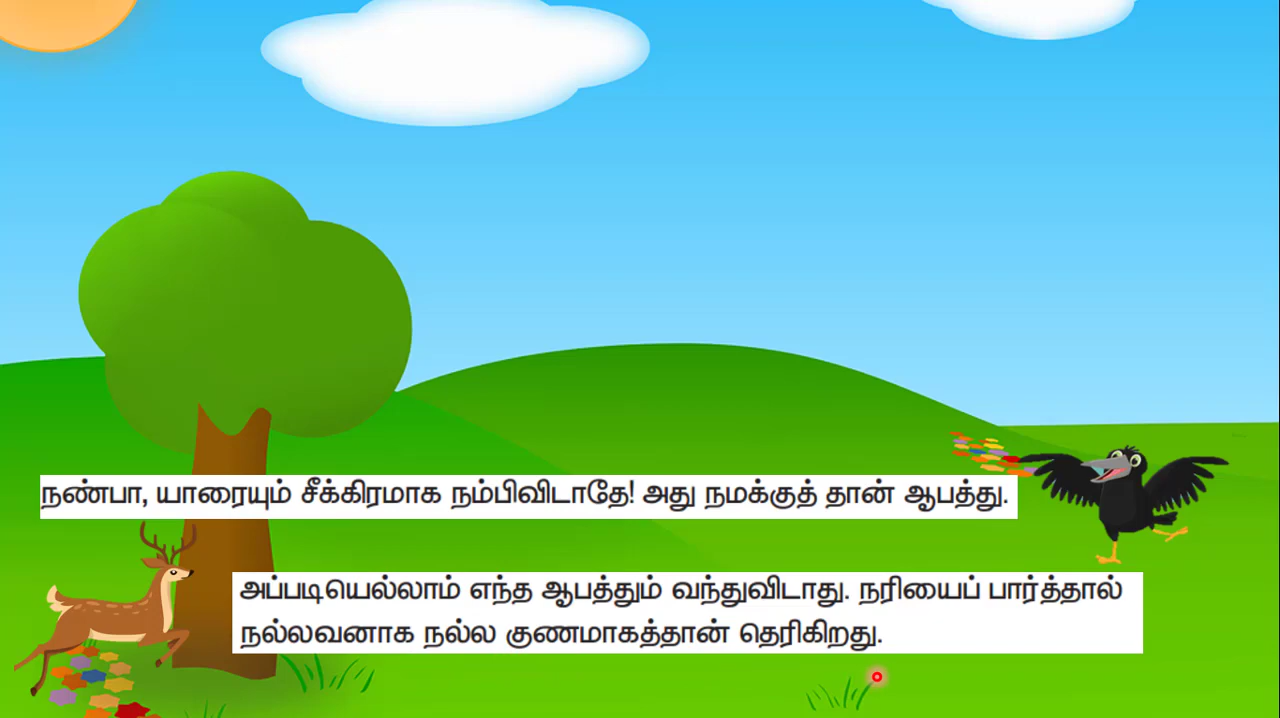 நண்பா, யாரையும் சீக்கிரமாக நம்பிவிடாதே! அது நமக்குத் தான் ஆபத்து.
அப்படியெல்லாம் எந்த ஆபத்தும் வந்துவிடாது. நரியைப் பார்த்தால்
நல்லவனாக நல்ல குணமாகத்தான் தெரிகிறது.